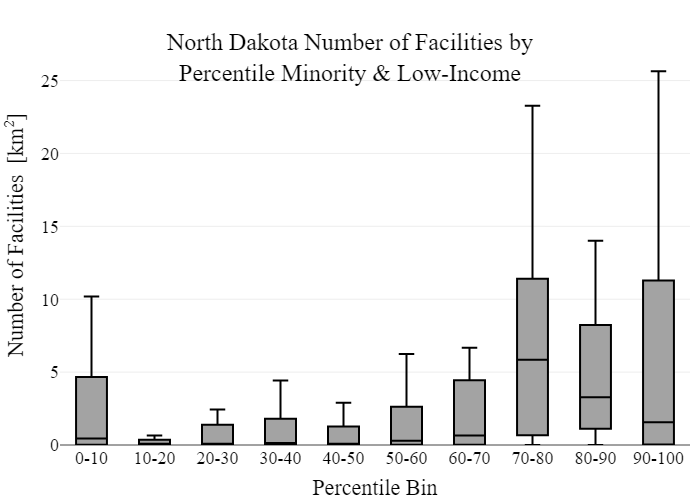 North Dakota Number of Facilities by
Percentile Minority & Low-Income
Number of Facilities [km²]
25
20
15
10
5
0
0-10 10-20 20-30 30-40 40-50 50-60 60-70 70-80 80-90 90-100
Percentile Bin